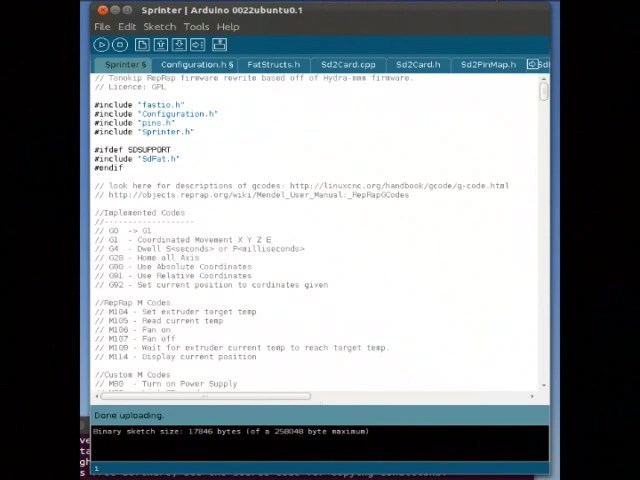 Sprinter | Arduino 0022ubuntu0.1
File Edit Sketch Tools Help
Sprinter § Configuration.h § FatStructs.h Sd2Card.cpp Sd2Card.h Sd2PinMap.h
// Tonokip RepRap firmware rewrite based off of Hydra-mmm firmware.
// Licence: GPL
#include "fastio.h"
#include "Configuration.h"
#include "pins.h"
#include "Sprinter.h"
#ifdef SDSUPPORT
#include "SdFat.h"
#endif
// look here for descriptions of gcodes: http://linuxcnc.org/handbook/gcode/g-code.html
// http://objects.reprap.org/wiki/Mendel_User_Manual:_RepRapGCodes
//Implemented Codes
//-------------------
// G0 -> G1
// G1 - Coordinated Movement X Y Z E
// G4 - Dwell S<seconds> or P<milliseconds>
// G28 - Home all Axis
// G90 - Use Absolute Coordinates
// G91 - Use Relative Coordinates
// G92 - Set current position to cordinates given
//RepRap M Codes
// M104 - Set extruder target temp
// M105 - Read current temp
// M106 - Fan on
// M107 - Fan off
// M109 - Wait for extruder current temp to reach target temp.
// M114 - Display current position
//Custom M Codes
// M80 - Turn on Power Supply
Done uploading.
Binary sketch size: 17846 bytes (of a 258048 byte maximum)
1